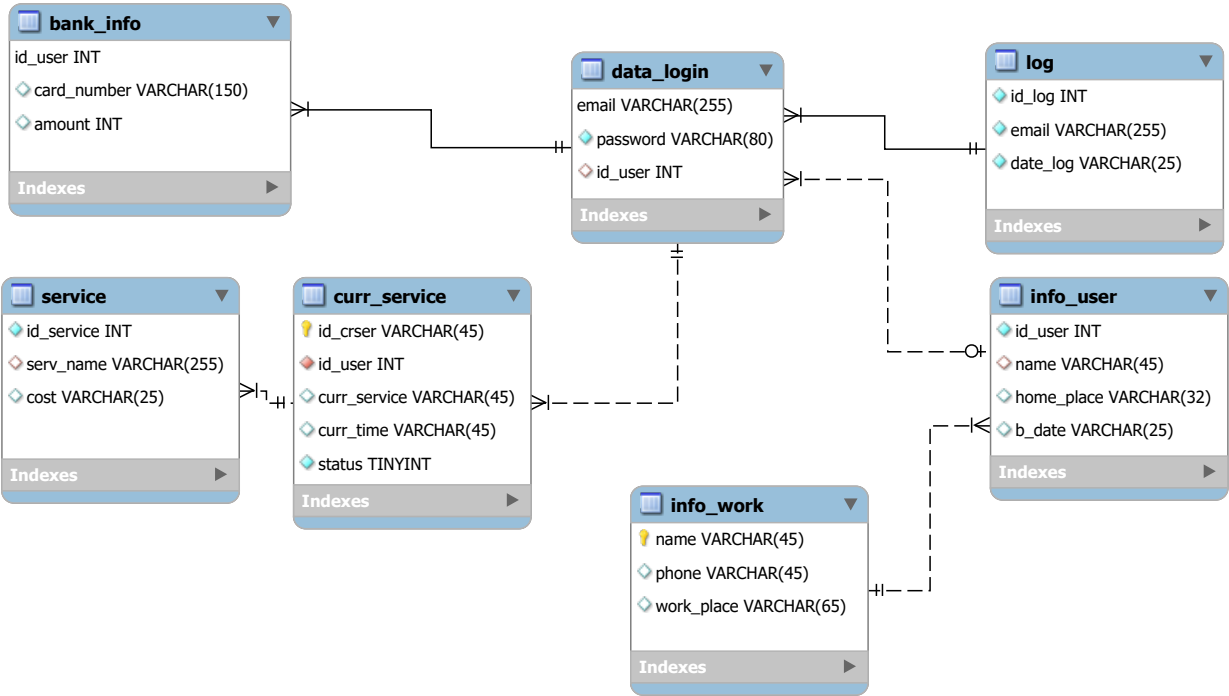 bank_info
id_user INT
card_number VARCHAR(150)
amount INT
Indexes
data_login
email VARCHAR(255)
password VARCHAR(80)
id_user INT
Indexes
log
id_log INT
email VARCHAR(255)
date_log VARCHAR(25)
Indexes
service
id_service INT
serv_name VARCHAR(255)
cost VARCHAR(25)
Indexes
curr_service
id_crser VARCHAR(45)
id_user INT
curr_service VARCHAR(45)
curr_time VARCHAR(45)
status TINYINT
Indexes
info_user
id_user INT
name VARCHAR(45)
home_place VARCHAR(32)
b_date VARCHAR(25)
Indexes
info_work
name VARCHAR(45)
phone VARCHAR(45)
work_place VARCHAR(65)
Indexes